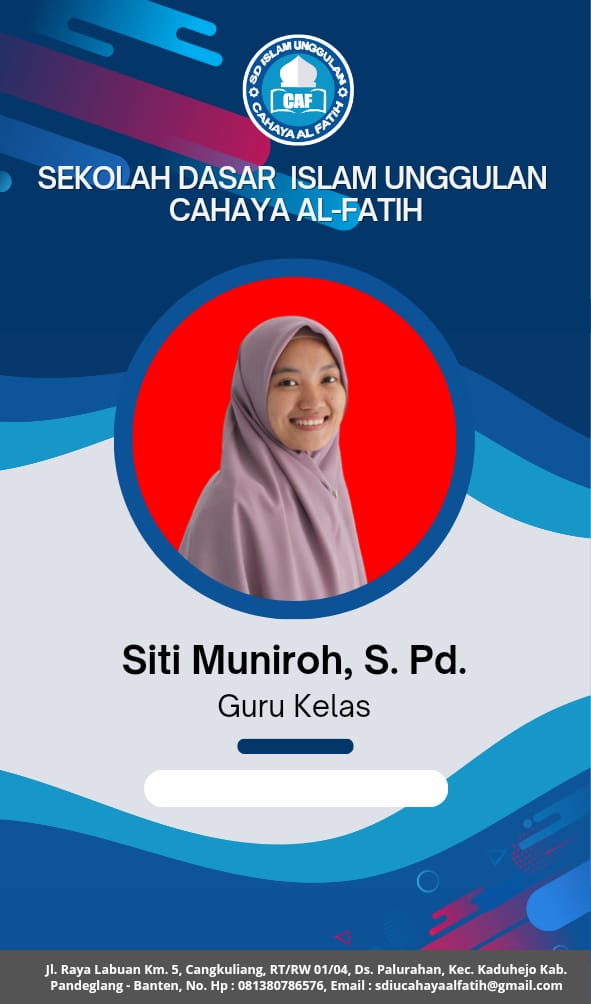 SD ISLAM UNGGULAN
CAF
CAHAYA AL FATIH
SEKOLAH DASAR ISLAM UNGGULAN
CAHAYA AL-FATIH
Siti Muniroh, S. Pd.
Guru Kelas
Jl. Raya Labuan Km. 5, Cangkuliang, RT/RW 01/04, Ds. Palurahan, Kec. Kaduhejo Kab.
Pandeglang - Banten, No. Hp : 081380786576, Email : sdiucahayaalfatih@gmail.com